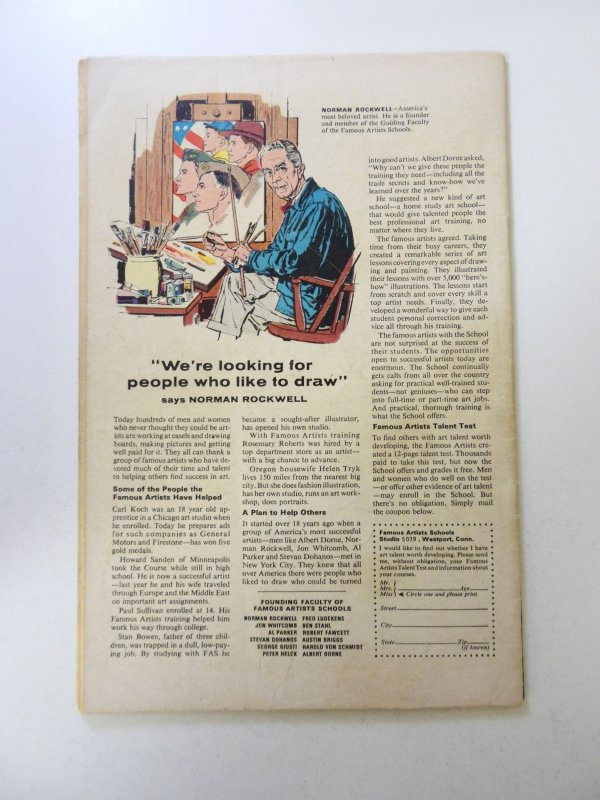 NORMAN ROCKWELL—America's
most beloved artist. He is a founder
and member of the Guiding Faculty
of the Famous Artists Schools.
"We're looking for
people who like to draw"
says NORMAN ROCKWELL
Today hundreds of men and women
who never thought they could be art-
ists are working at easels and drawing
boards, making pictures and getting
well paid for it. They all can thank a
group of famous artists who have de-
voted much of their time and talent
to helping others find success in art.
Some of the People the
Famous Artists Have Helped
Carl Koch was an 18 year old ap-
prentice in a Chicago art studio when
he enrolled. Today he prepares ads
for such companies as General
Motors and Firestone—has won five
gold medals.
Howard Sanden of Minneapolis
took the Course while still in high
school. He is now a successful artist
—last year he and his wife traveled
through Europe and the Middle East
on important art assignments.
Paul Sullivan enrolled at 14. His
Famous Artists training helped him
work his way through college.
Stan Bowen, father of three chil-
dren, was trapped in a dull, low-pay-
ing job. By studying with FAS he
became a sought-after illustrator,
has opened his own studio.
With Famous Artists training
Rosemary Roberts was hired by a
top department store as an artist—
with a big chance to advance.
Oregon housewife Helen Tryk
lives 150 miles from the nearest big
city. But she does fashion illustration,
has her own studio, runs an art work-
shop, does portraits.
A Plan to Help Others
It started over 18 years ago when a
group of America's most successful
artists—men like Albert Dorne, Nor-
man Rockwell, Jon Whitcomb, Al
Parker and Stevan Dohanos—met in
New York City. They knew that all
over America there were people who
liked to draw who could be turned
FOUNDING FACULTY OF
FAMOUS ARTISTS SCHOOLS
NORMAN ROCKWELL FRED LUDEKENS
JON WHITCOMB BEN STAHL
AL PARKER ROBERT FAWCETT
STEVAN DOHANOS AUSTIN BRIGGS
GEORGE GIUSTI HAROLD VON SCHMIDT
PETER HELCK ALBERT DORNE
into good artists. Albert Dorne asked,
"Why can't we give these people the
training they need—including all the
trade secrets and know-how we've
learned over the years?"
He suggested a new kind of art
school—a home study art school—
that would give talented people the
best professional art training, no
matter where they live.
The famous artists agreed. Taking
time from their busy careers, they
created a remarkable series of art
lessons covering every aspect of draw-
ing and painting. They illustrated
their lessons with over 5,000 "here's-
how" illustrations. The lessons start
from scratch and cover every skill a
top artist needs. Finally, they de-
veloped a wonderful way to give each
student personal correction and ad-
vice all through his training.
The famous artists with the School
are not surprised at the success of
their students. The opportunities
open to successful artists today are
enormous. The School continually
gets calls from all over the country
asking for practical well-trained stu-
dents—not geniuses—who can step
into full-time or part-time art jobs.
And practical, thorough training is
what the School offers.
Famous Artists Talent Test
To find others with art talent worth
developing, the Famous Artists cre-
ated a 12-page talent test. Thousands
paid to take this test, but now the
School offers and grades it free. Men
and women who do well on the test
—or offer other evidence of art talent
—may enroll in the School. But
there's no obligation. Simply mail
the coupon below.
Famous Artists Schools
Studio 5079, Westport, Conn.
I would like to find out whether I have
art talent worth developing. Please send
me, without obligation, your Famous
Artists Talent Test and information about
your courses.
Mr.
Mrs. Age
Miss Circle one and please print
Street
City
State Zip
(if known)